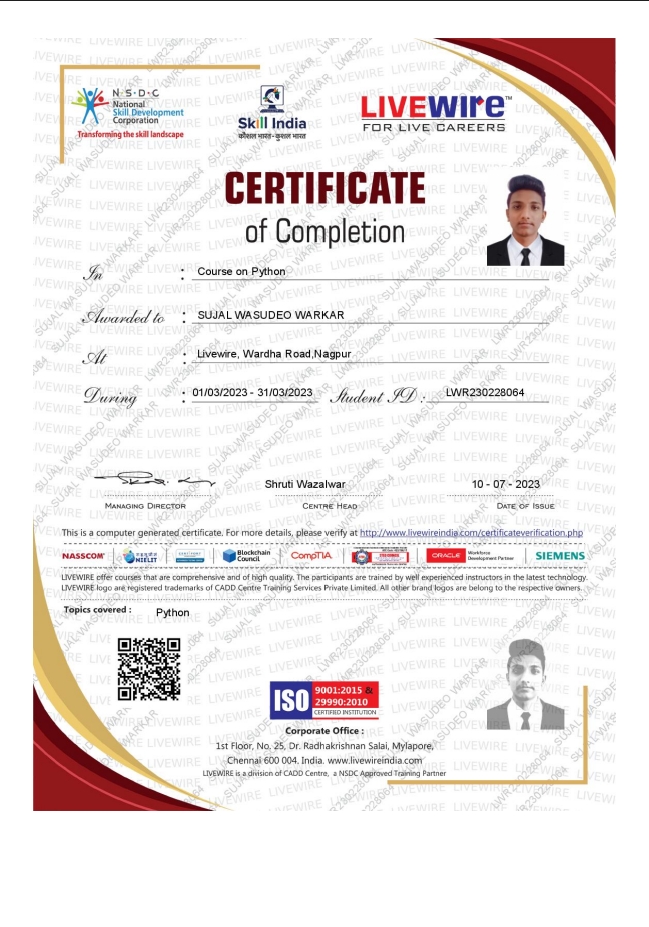 N·S·D·C
National
Skill Development
Corporation
Transforming the skill landscape
Skill India
कौशल भारत - कुशल भारत
LIVEWIRE™
FOR LIVE CAREERS
CERTIFICATE
of Completion
In : Course on Python
Awarded to : SUJAL WASUDEO WARKAR
At : Livewire, Wardha Road,Nagpur
During : 01/03/2023 - 31/03/2023 Student ID : LWR230228064
Shruti Wazalwar
10 - 07 - 2023
MANAGING DIRECTOR
CENTRE HEAD
DATE OF ISSUE
This is a computer generated certificate. For more details, please verify at http://www.livewireindia.com/certificateverification.php
NASSCOM®
NIELIT
Blockchain
Council
CompTIA
ORACLE
Workforce
Development Partner
SIEMENS
LIVEWIRE offer courses that are comprehensive and of high quality. The participants are trained by well experienced instructors in the latest technology.
LIVEWIRE logo are registered trademarks of CADD Centre Training Services Private Limited. All other brand logos are belong to the respective owners.
Topics covered : Python
ISO
9001:2015 &
29990:2010
CERTIFIED INSTITUTION
Corporate Office :
1st Floor, No. 25, Dr. Radhakrishnan Salai, Mylapore,
Chennai 600 004. India. www.livewireindia.com
LIVEWIRE is a division of CADD Centre, a NSDC Approved Training Partner
SUJAL WASUDEO WARKAR LWR230228064
LIVEWIRE